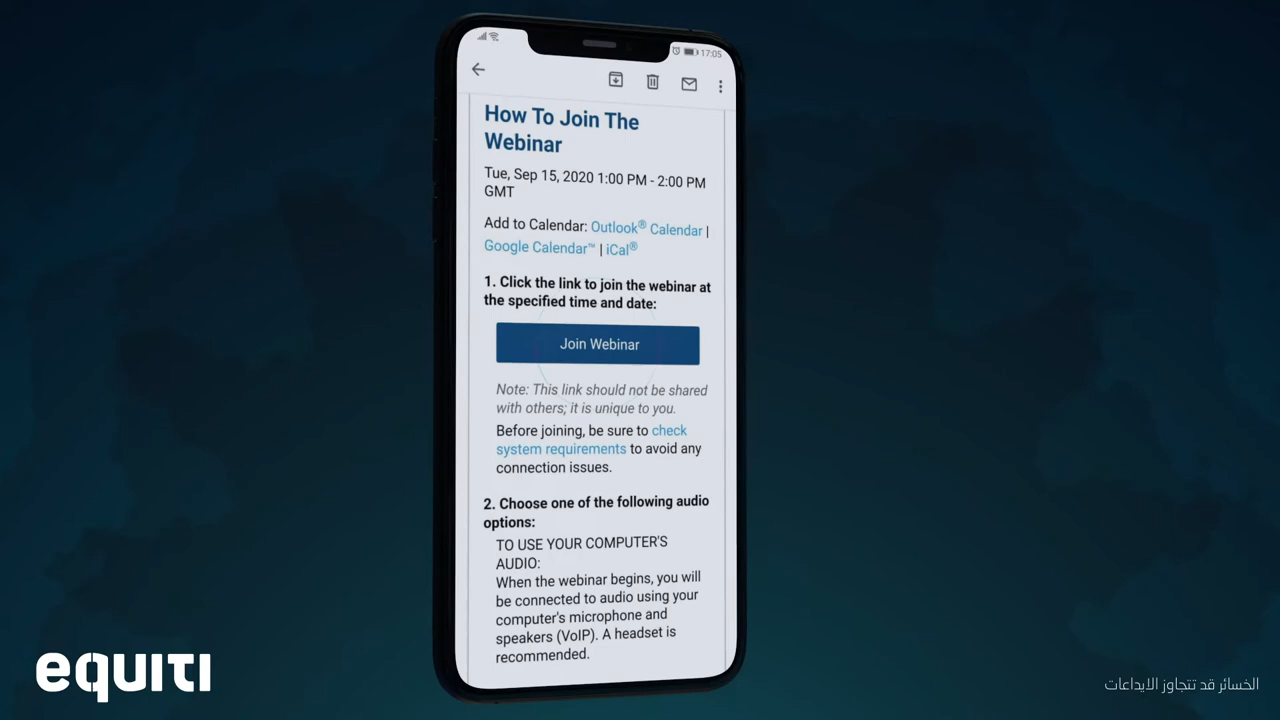 17:05
How To Join The
Webinar
Tue, Sep 15, 2020 1:00 PM - 2:00 PM
GMT
Add to Calendar: Outlook® Calendar |
Google Calendar™ | iCal®
1. Click the link to join the webinar at
the specified time and date:
Join Webinar
Note: This link should not be shared
with others; it is unique to you.
Before joining, be sure to check
system requirements to avoid any
connection issues.
2. Choose one of the following audio
options:
TO USE YOUR COMPUTER'S
AUDIO:
When the webinar begins, you will
be connected to audio using your
computer's microphone and
speakers (VoIP). A headset is
recommended.
equiti
الخسائر قد تتجاوز الايداعات